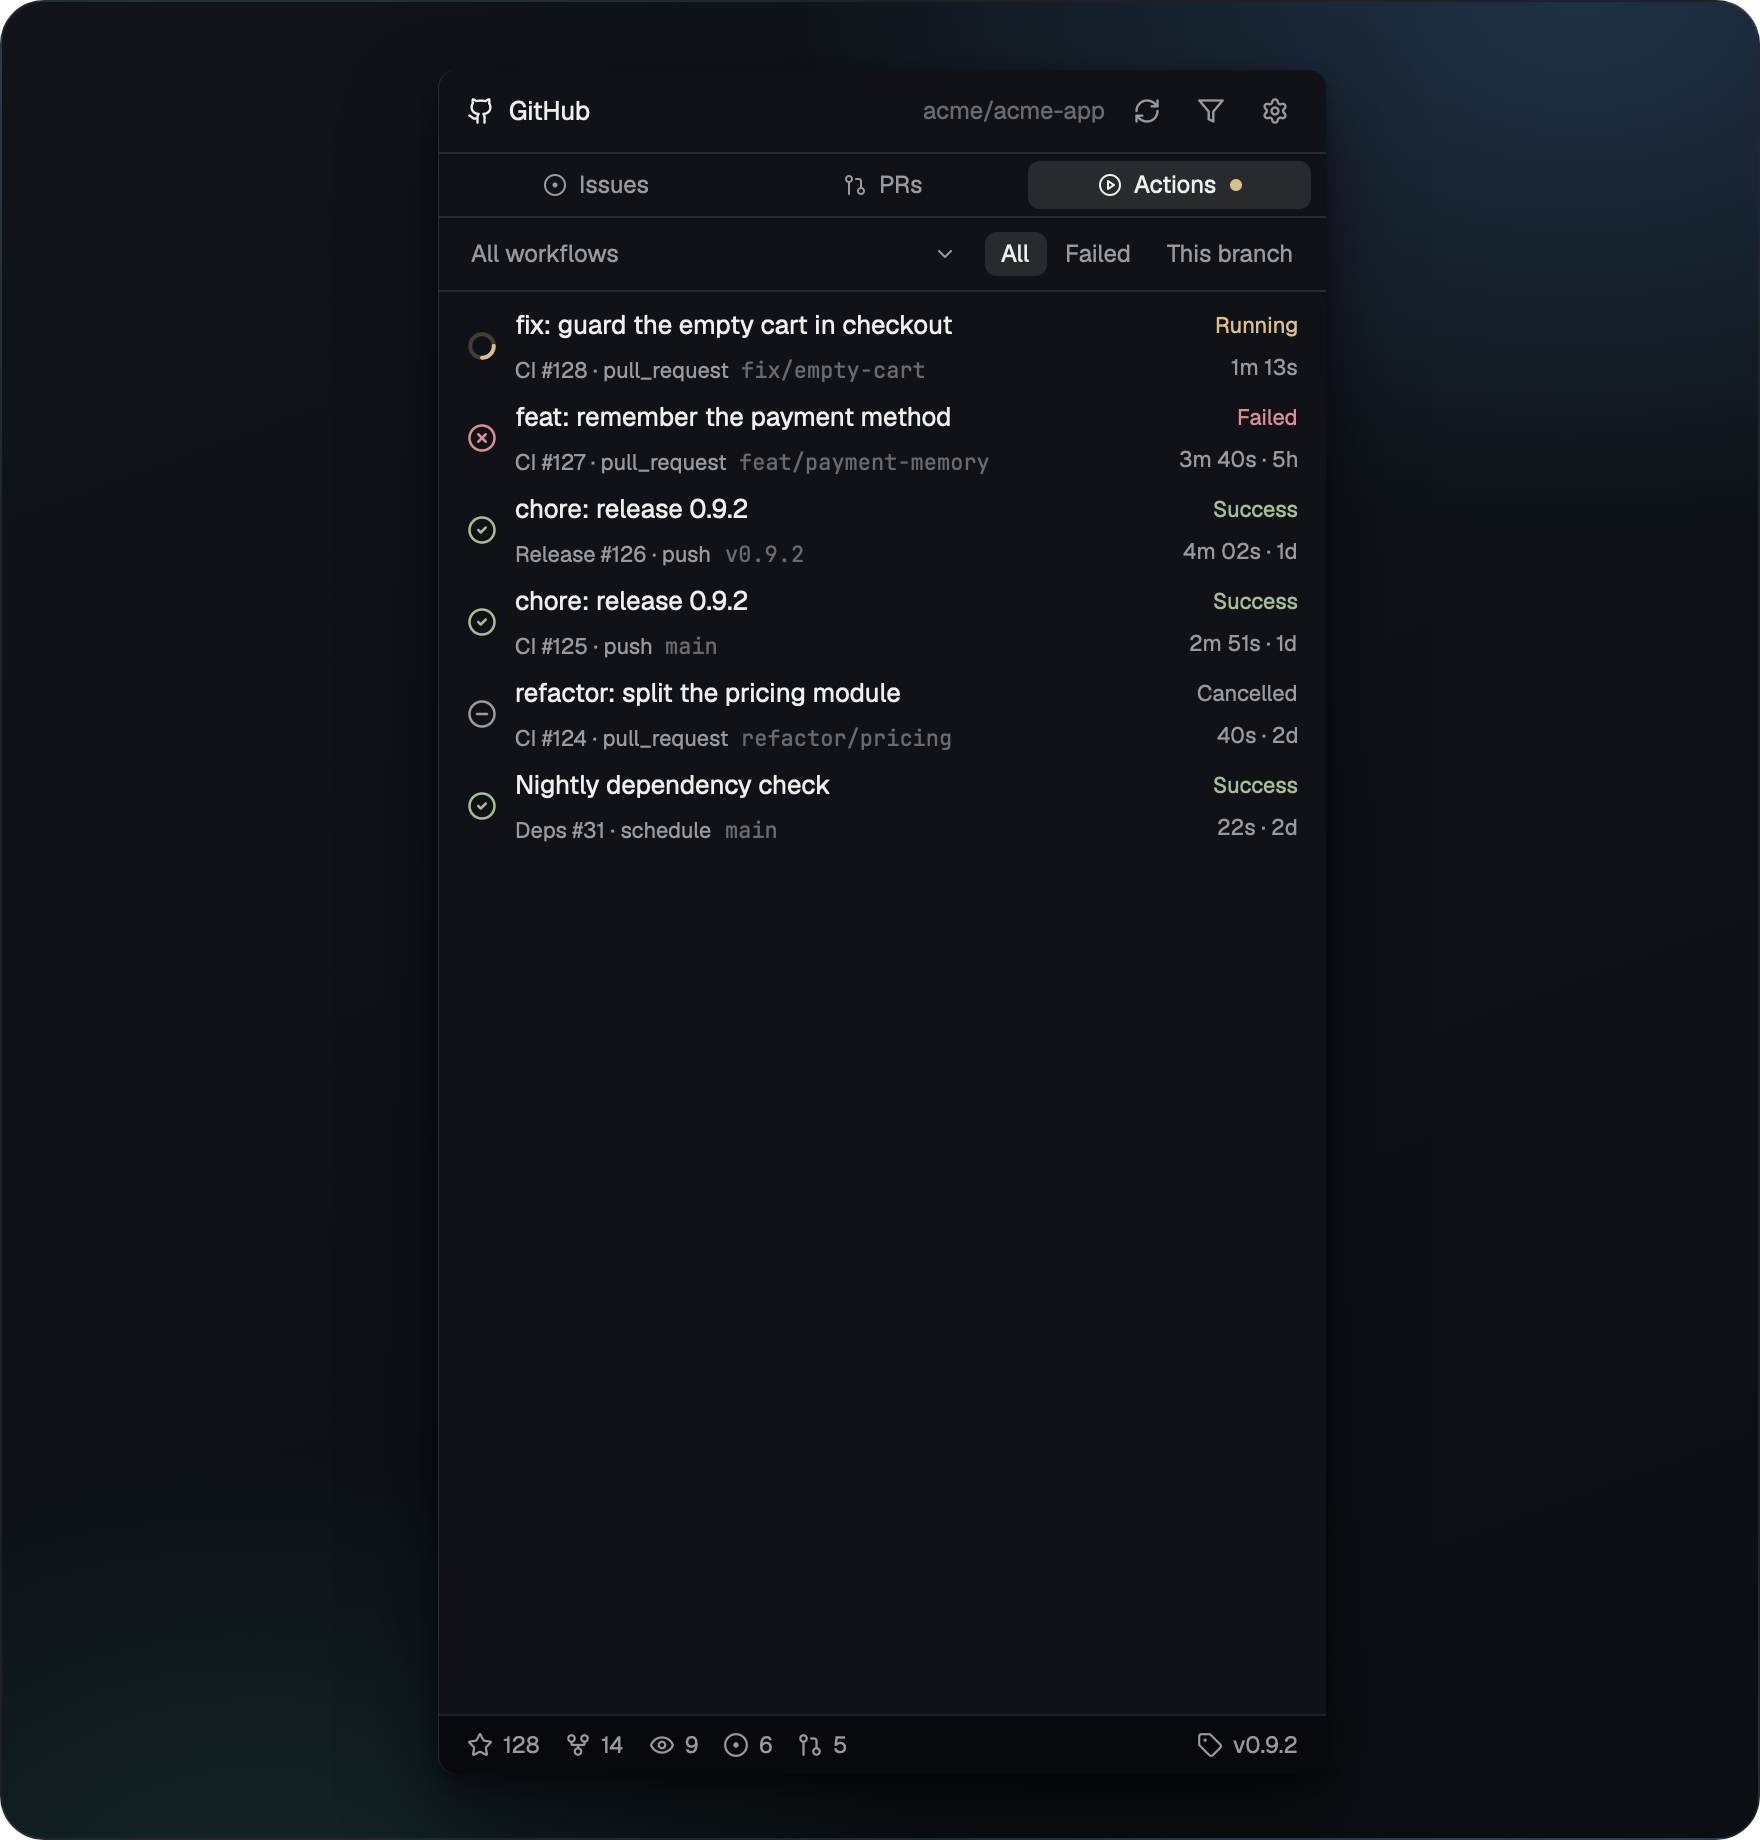 GitHub acme/acme-app
Issues PRs Actions
All workflows All Failed This branch
fix: guard the empty cart in checkout Running
CI #128 · pull_request fix/empty-cart 1m 13s
feat: remember the payment method Failed
CI #127 · pull_request feat/payment-memory 3m 40s · 5h
chore: release 0.9.2 Success
Release #126 · push v0.9.2 4m 02s · 1d
chore: release 0.9.2 Success
CI #125 · push main 2m 51s · 1d
refactor: split the pricing module Cancelled
CI #124 · pull_request refactor/pricing 40s · 2d
Nightly dependency check Success
Deps #31 · schedule main 22s · 2d
128 14 9 6 5 v0.9.2